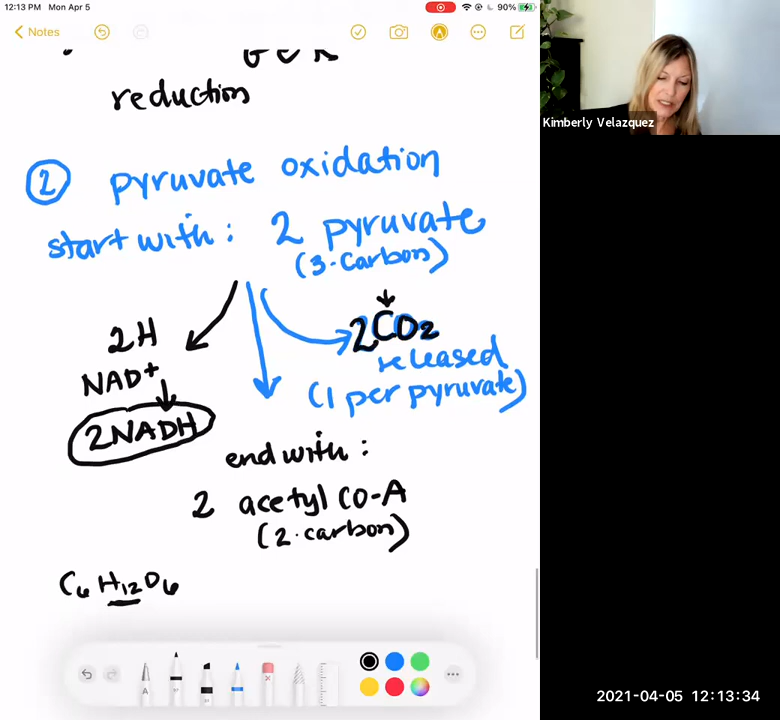 12:13 PM Mon Apr 5
90%
Notes
reduction
2 pyruvate oxidation
start with: 2 pyruvate
(3-carbon)
2H
NAD+
2NADH
2CO2
released
(1 per pyruvate)
end with:
2 acetyl CO-A
(2-carbon)
C6H12O6
A
Kimberly Velazquez
2021-04-05 12:13:34